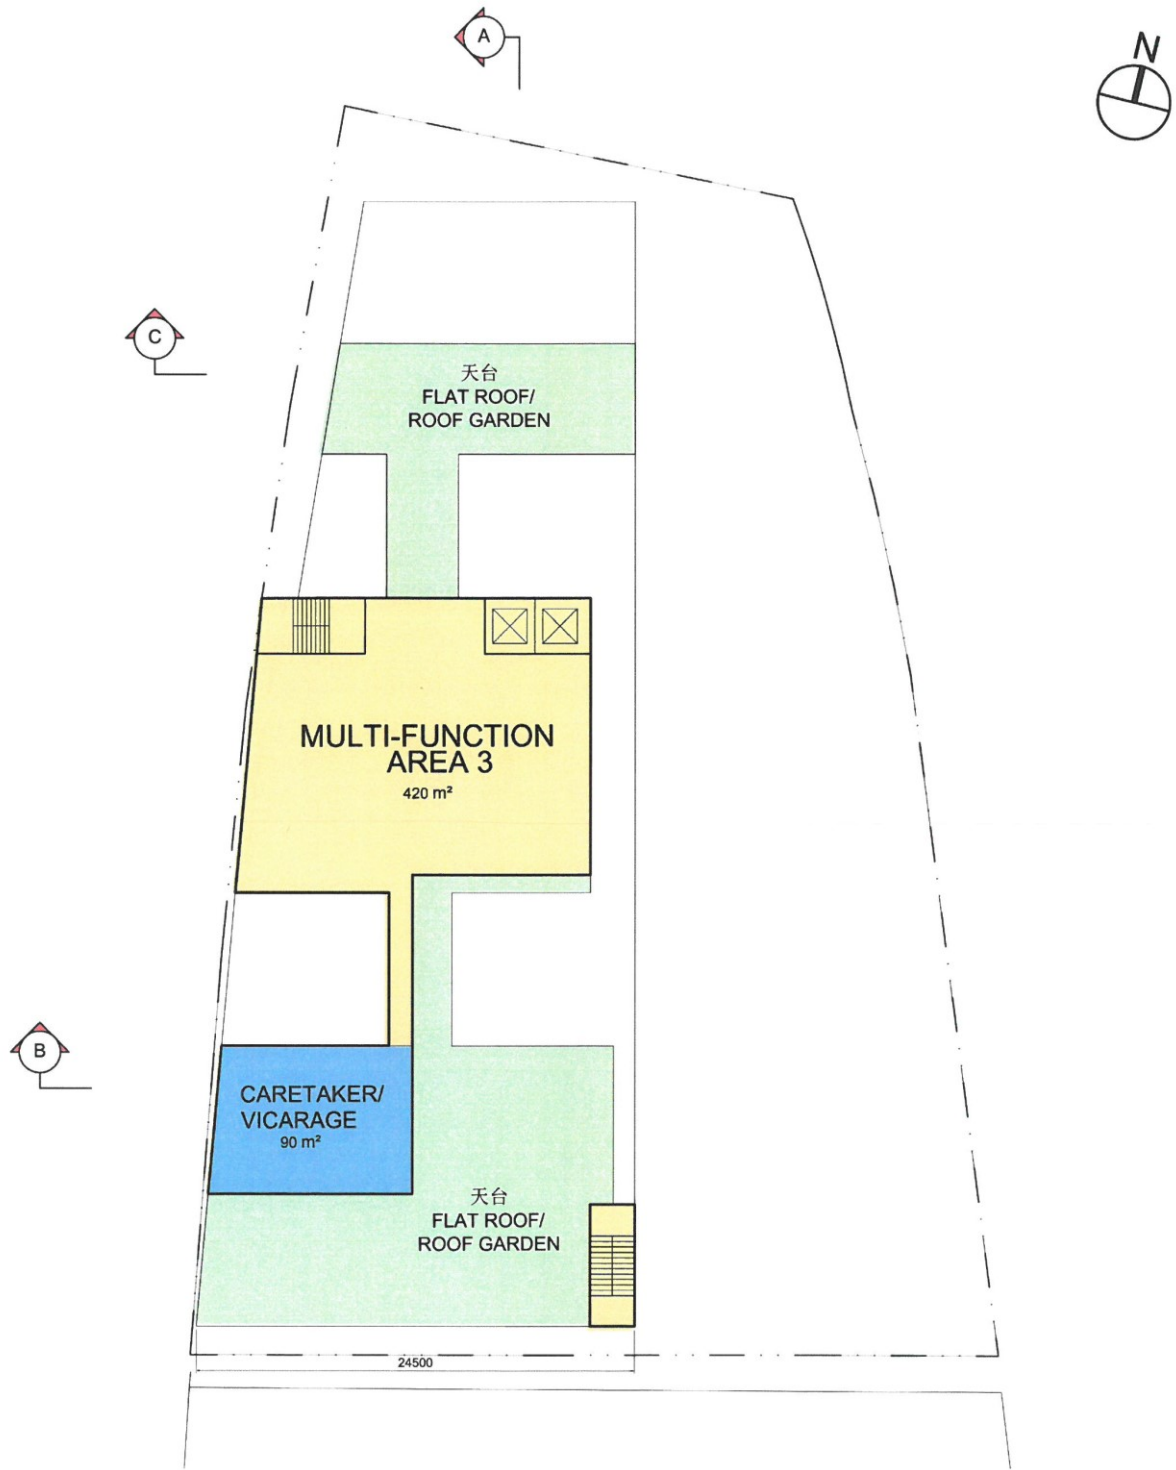 A
N
C
天台
FLAT ROOF/
ROOF GARDEN
MULTI-FUNCTION
AREA 3
420 m²
B
CARETAKER/
VICARAGE
90 m²
天台
FLAT ROOF/
ROOF GARDEN
24500